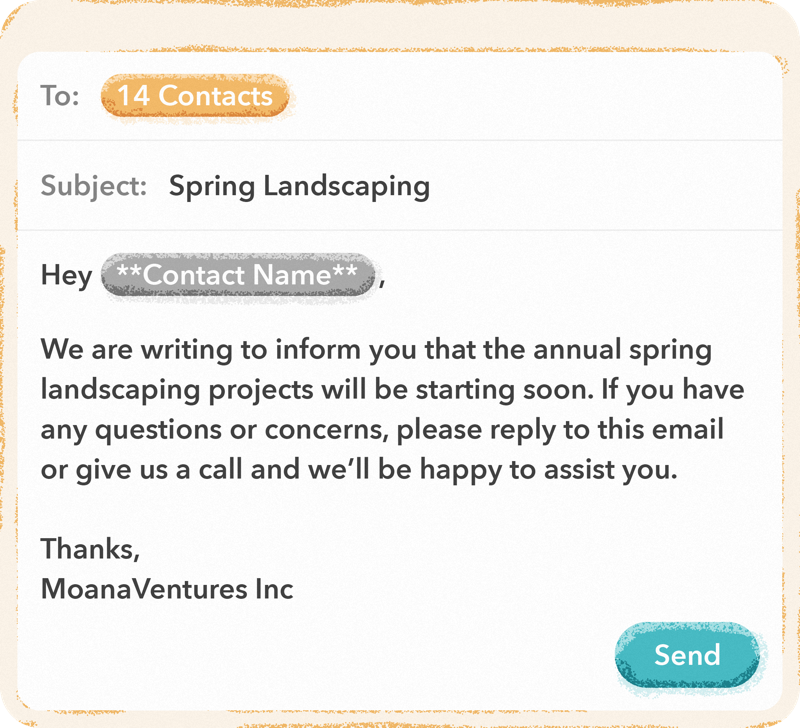 To: 14 Contacts
Subject: Spring Landscaping
Hey **Contact Name** ,
We are writing to inform you that the annual spring
landscaping projects will be starting soon. If you have
any questions or concerns, please reply to this email
or give us a call and we’ll be happy to assist you.
Thanks,
MoanaVentures Inc
Send